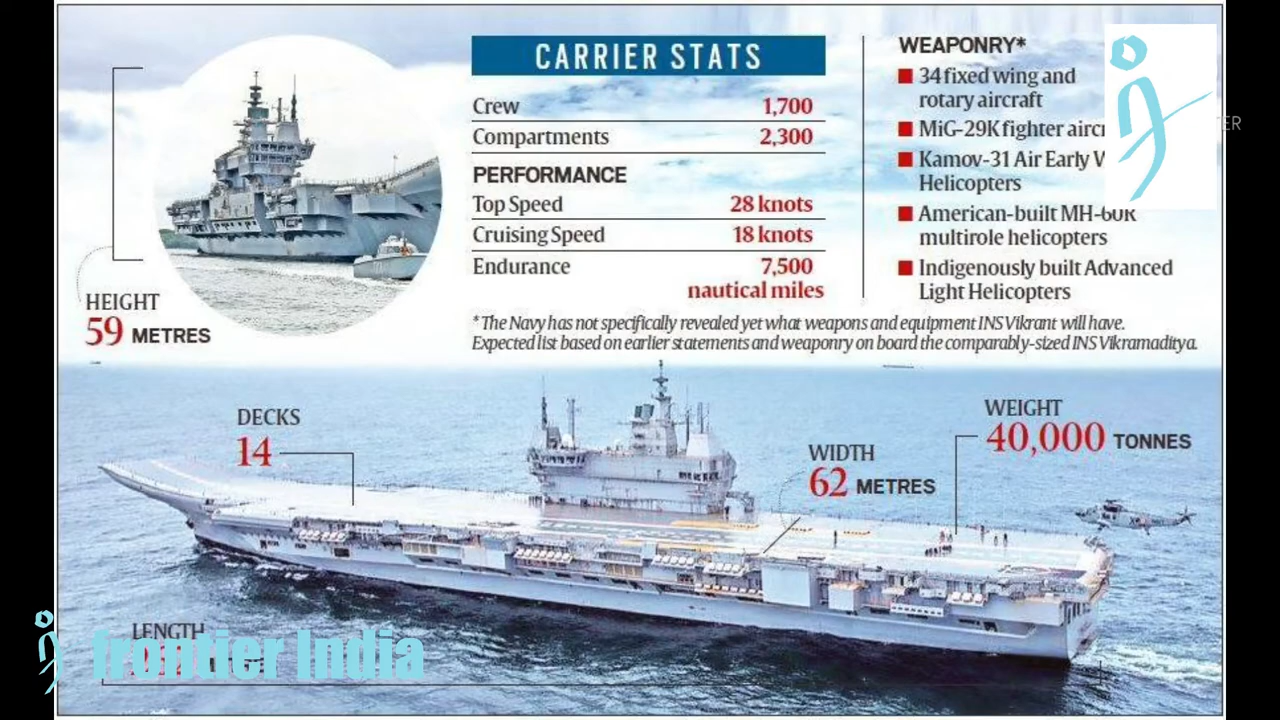 CARRIER STATS
Crew 1,700
Compartments 2,300
PERFORMANCE
Top Speed 28 knots
Cruising Speed 18 knots
Endurance 7,500
nautical miles
WEAPONRY*
34 fixed wing and
rotary aircraft
MiG-29K fighter
Kamov-31 Air Early
Helicopters
American-built MH-60R
multirole helicopters
Indigenously built Advanced
Light Helicopters
* The Navy has not specifically revealed yet what weapons and equipment INS Vikrant will have.
Expected list based on earlier statements and weaponry on board the comparably-sized INS Vikramaditya.
HEIGHT
59 METRES
DECKS
14
WIDTH
62 METRES
WEIGHT
40,000 TONNES
LENGTH
frontier India